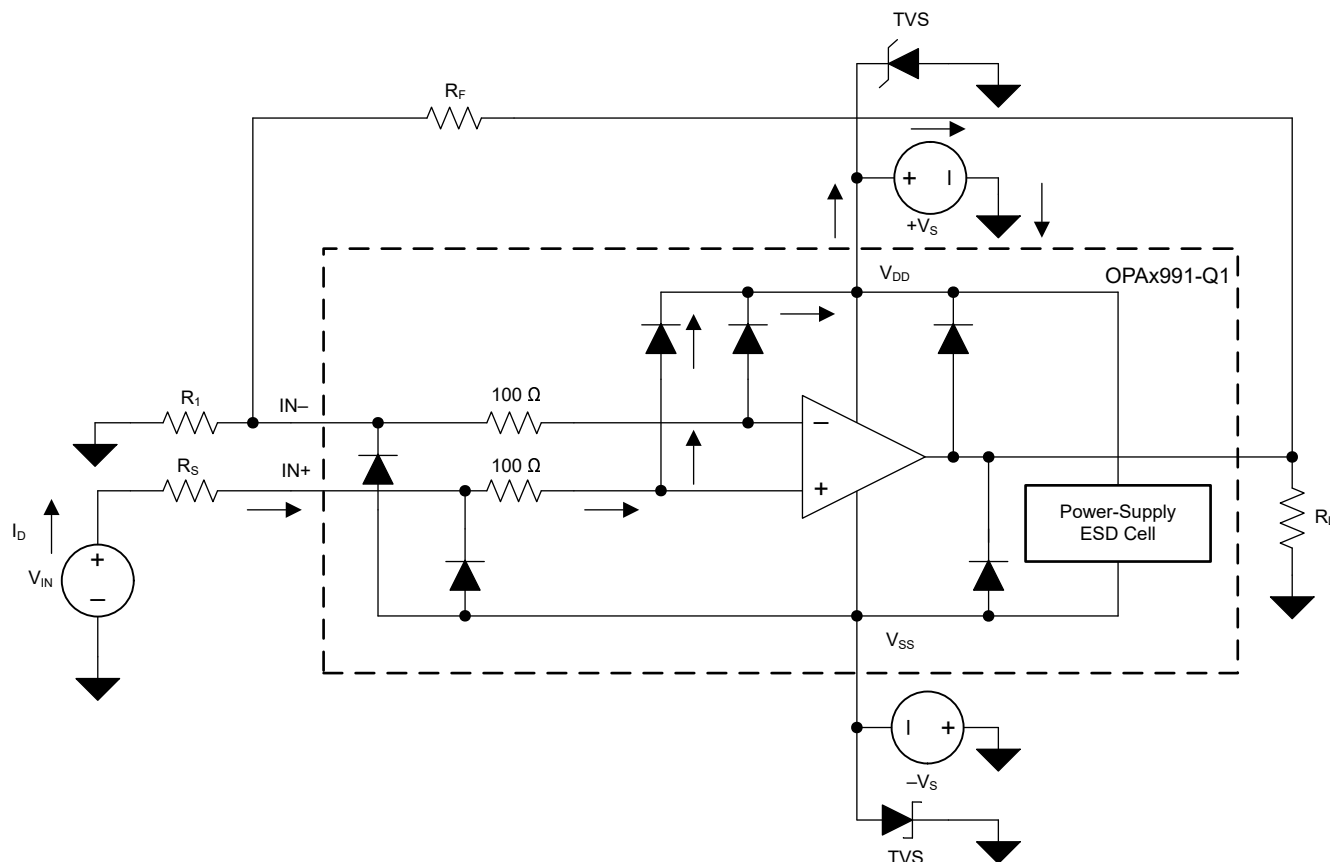 TVS
R_F
+ −
+V_S
V_DD
OPAx991-Q1
R_1
IN−
100 Ω
−
R_S
IN+
100 Ω
+
I_D
+
V_IN
−
Power-Supply
ESD Cell
V_SS
− +
−V_S
TVS